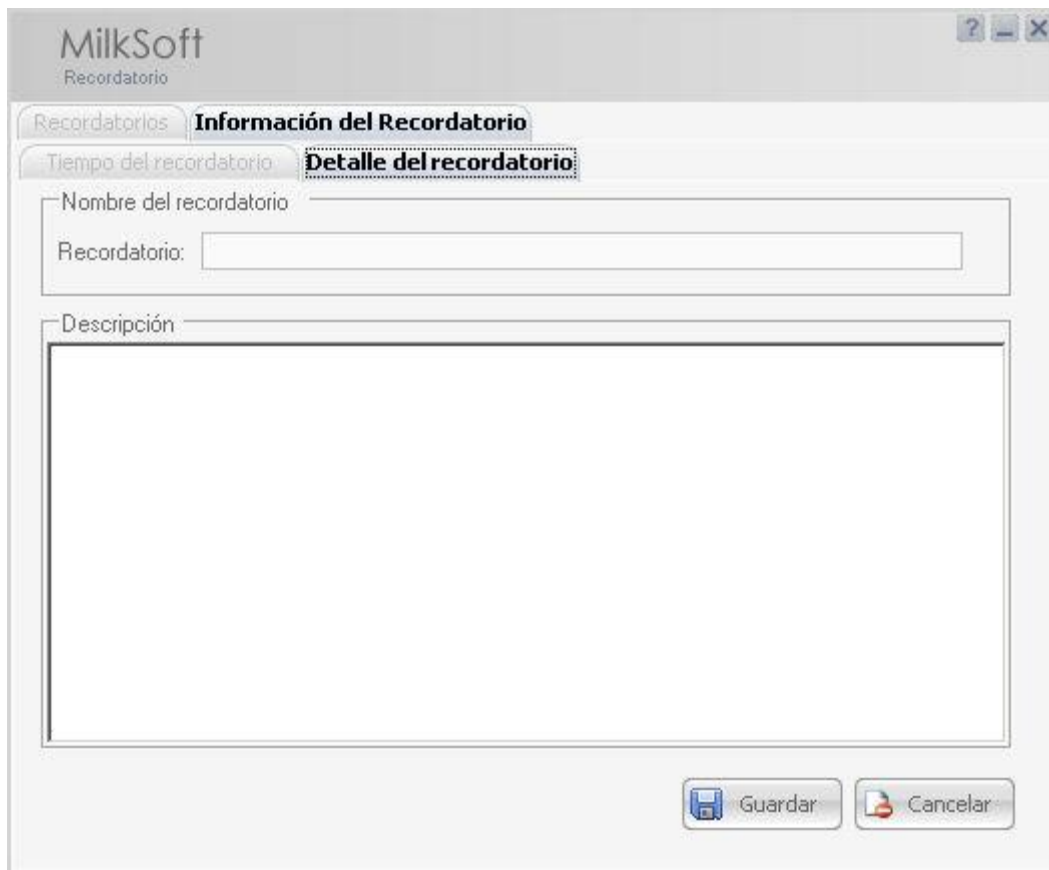 MilkSoft
Recordatorio
Recordatorios Información del Recordatorio
Tiempo del recordatorio Detalle del recordatorio
Nombre del recordatorio
Recordatorio:
Descripción
Guardar Cancelar